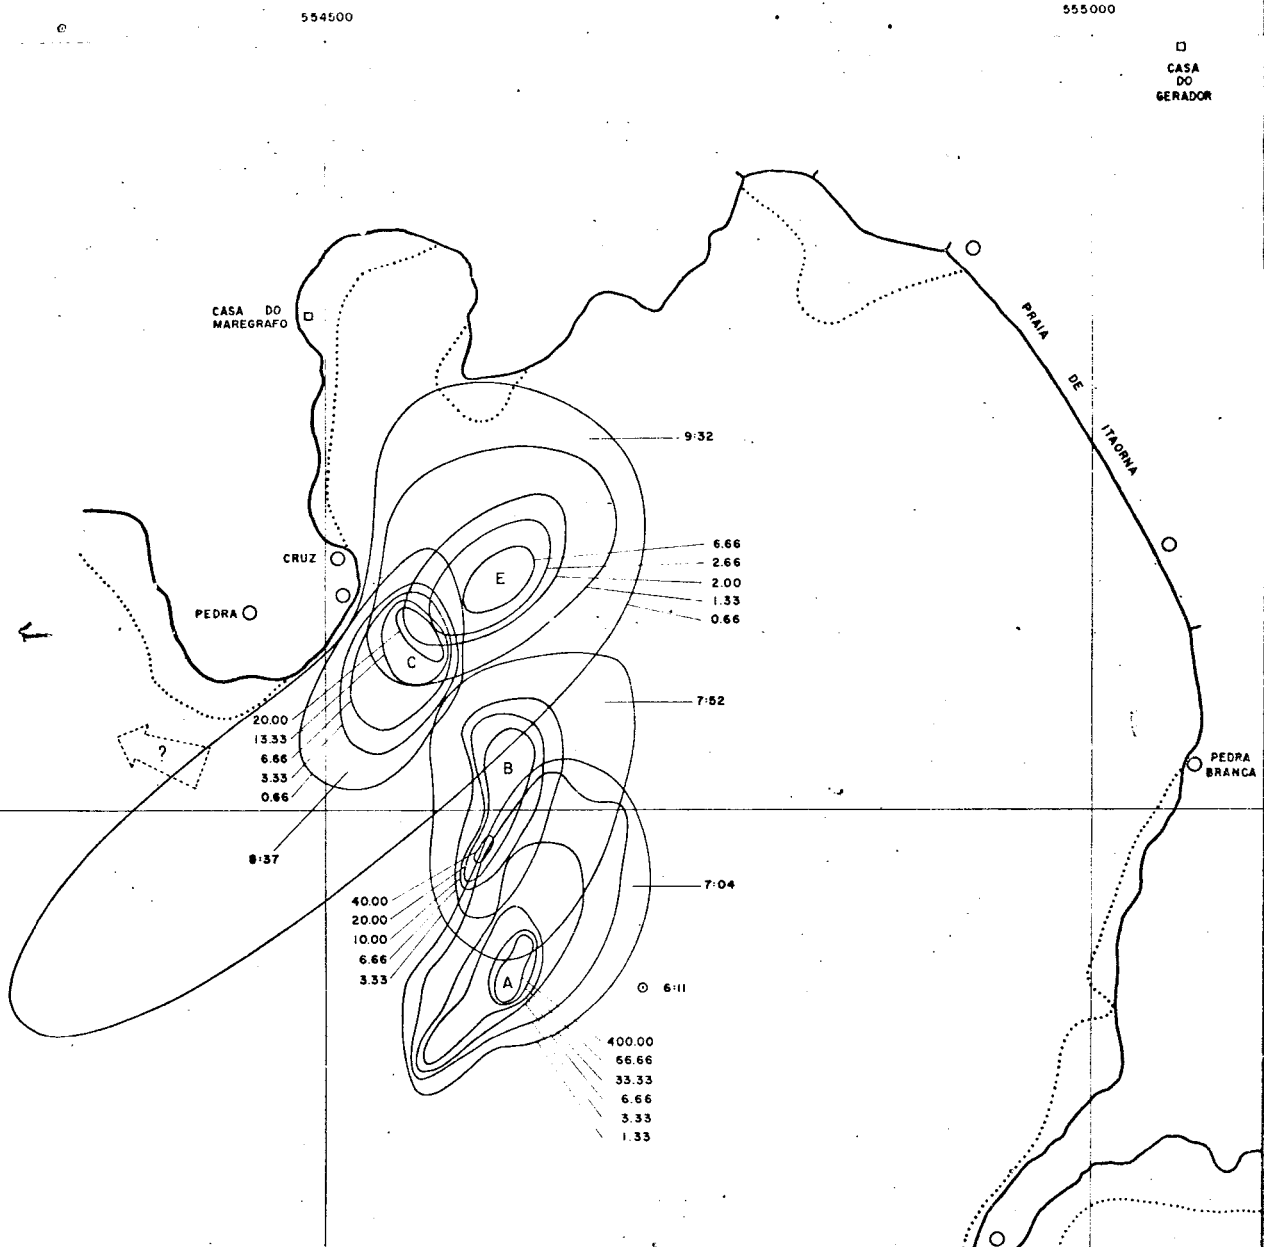 554500
555000
CASA
DO
GERADOR
CASA DO
MAREGRAFO
PRAIA DE ITAORNA
9:32
6.66
2.66
2.00
1.33
0.66
CRUZ
E
PEDRA
C
7:52
20.00
13.33
6.66
3.33
0.66
?
B
PEDRA
BRANCA
8:37
7:04
40.00
20.00
10.00
6.66
3.33
A
6:11
400.00
66.66
33.33
6.66
3.33
1.33